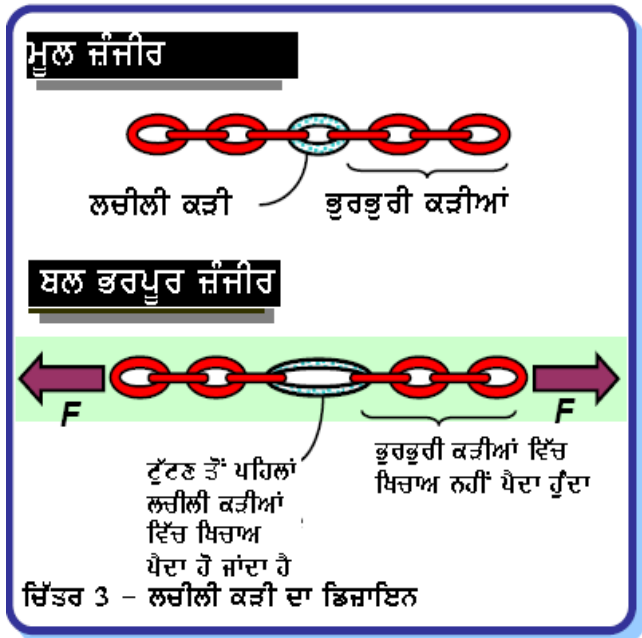 ਮੂਲ ਜ਼ੰਜੀਰ
ਲਚੀਲੀ ਕੜੀ
ਭੁਰਭੁਰੀ ਕੜੀਆਂ
ਬਲ ਭਰਪੂਰ ਜ਼ੰਜੀਰ
F
F
ਟੁੱਟਣ ਤੋਂ ਪਹਿਲਾਂ
ਲਚੀਲੀ ਕੜੀਆਂ
ਵਿੱਚ ਖਿਚਾਅ
ਪੈਦਾ ਹੋ ਜਾਂਦਾ ਹੈ
ਭੁਰਭੁਰੀ ਕੜੀਆਂ ਵਿੱਚ
ਖਿਚਾਅ ਨਹੀਂ ਪੈਦਾ ਹੁੰਦਾ
ਚਿੱਤਰ 3 - ਲਚੀਲੀ ਕੜੀ ਦਾ ਡਿਜ਼ਾਇਨ